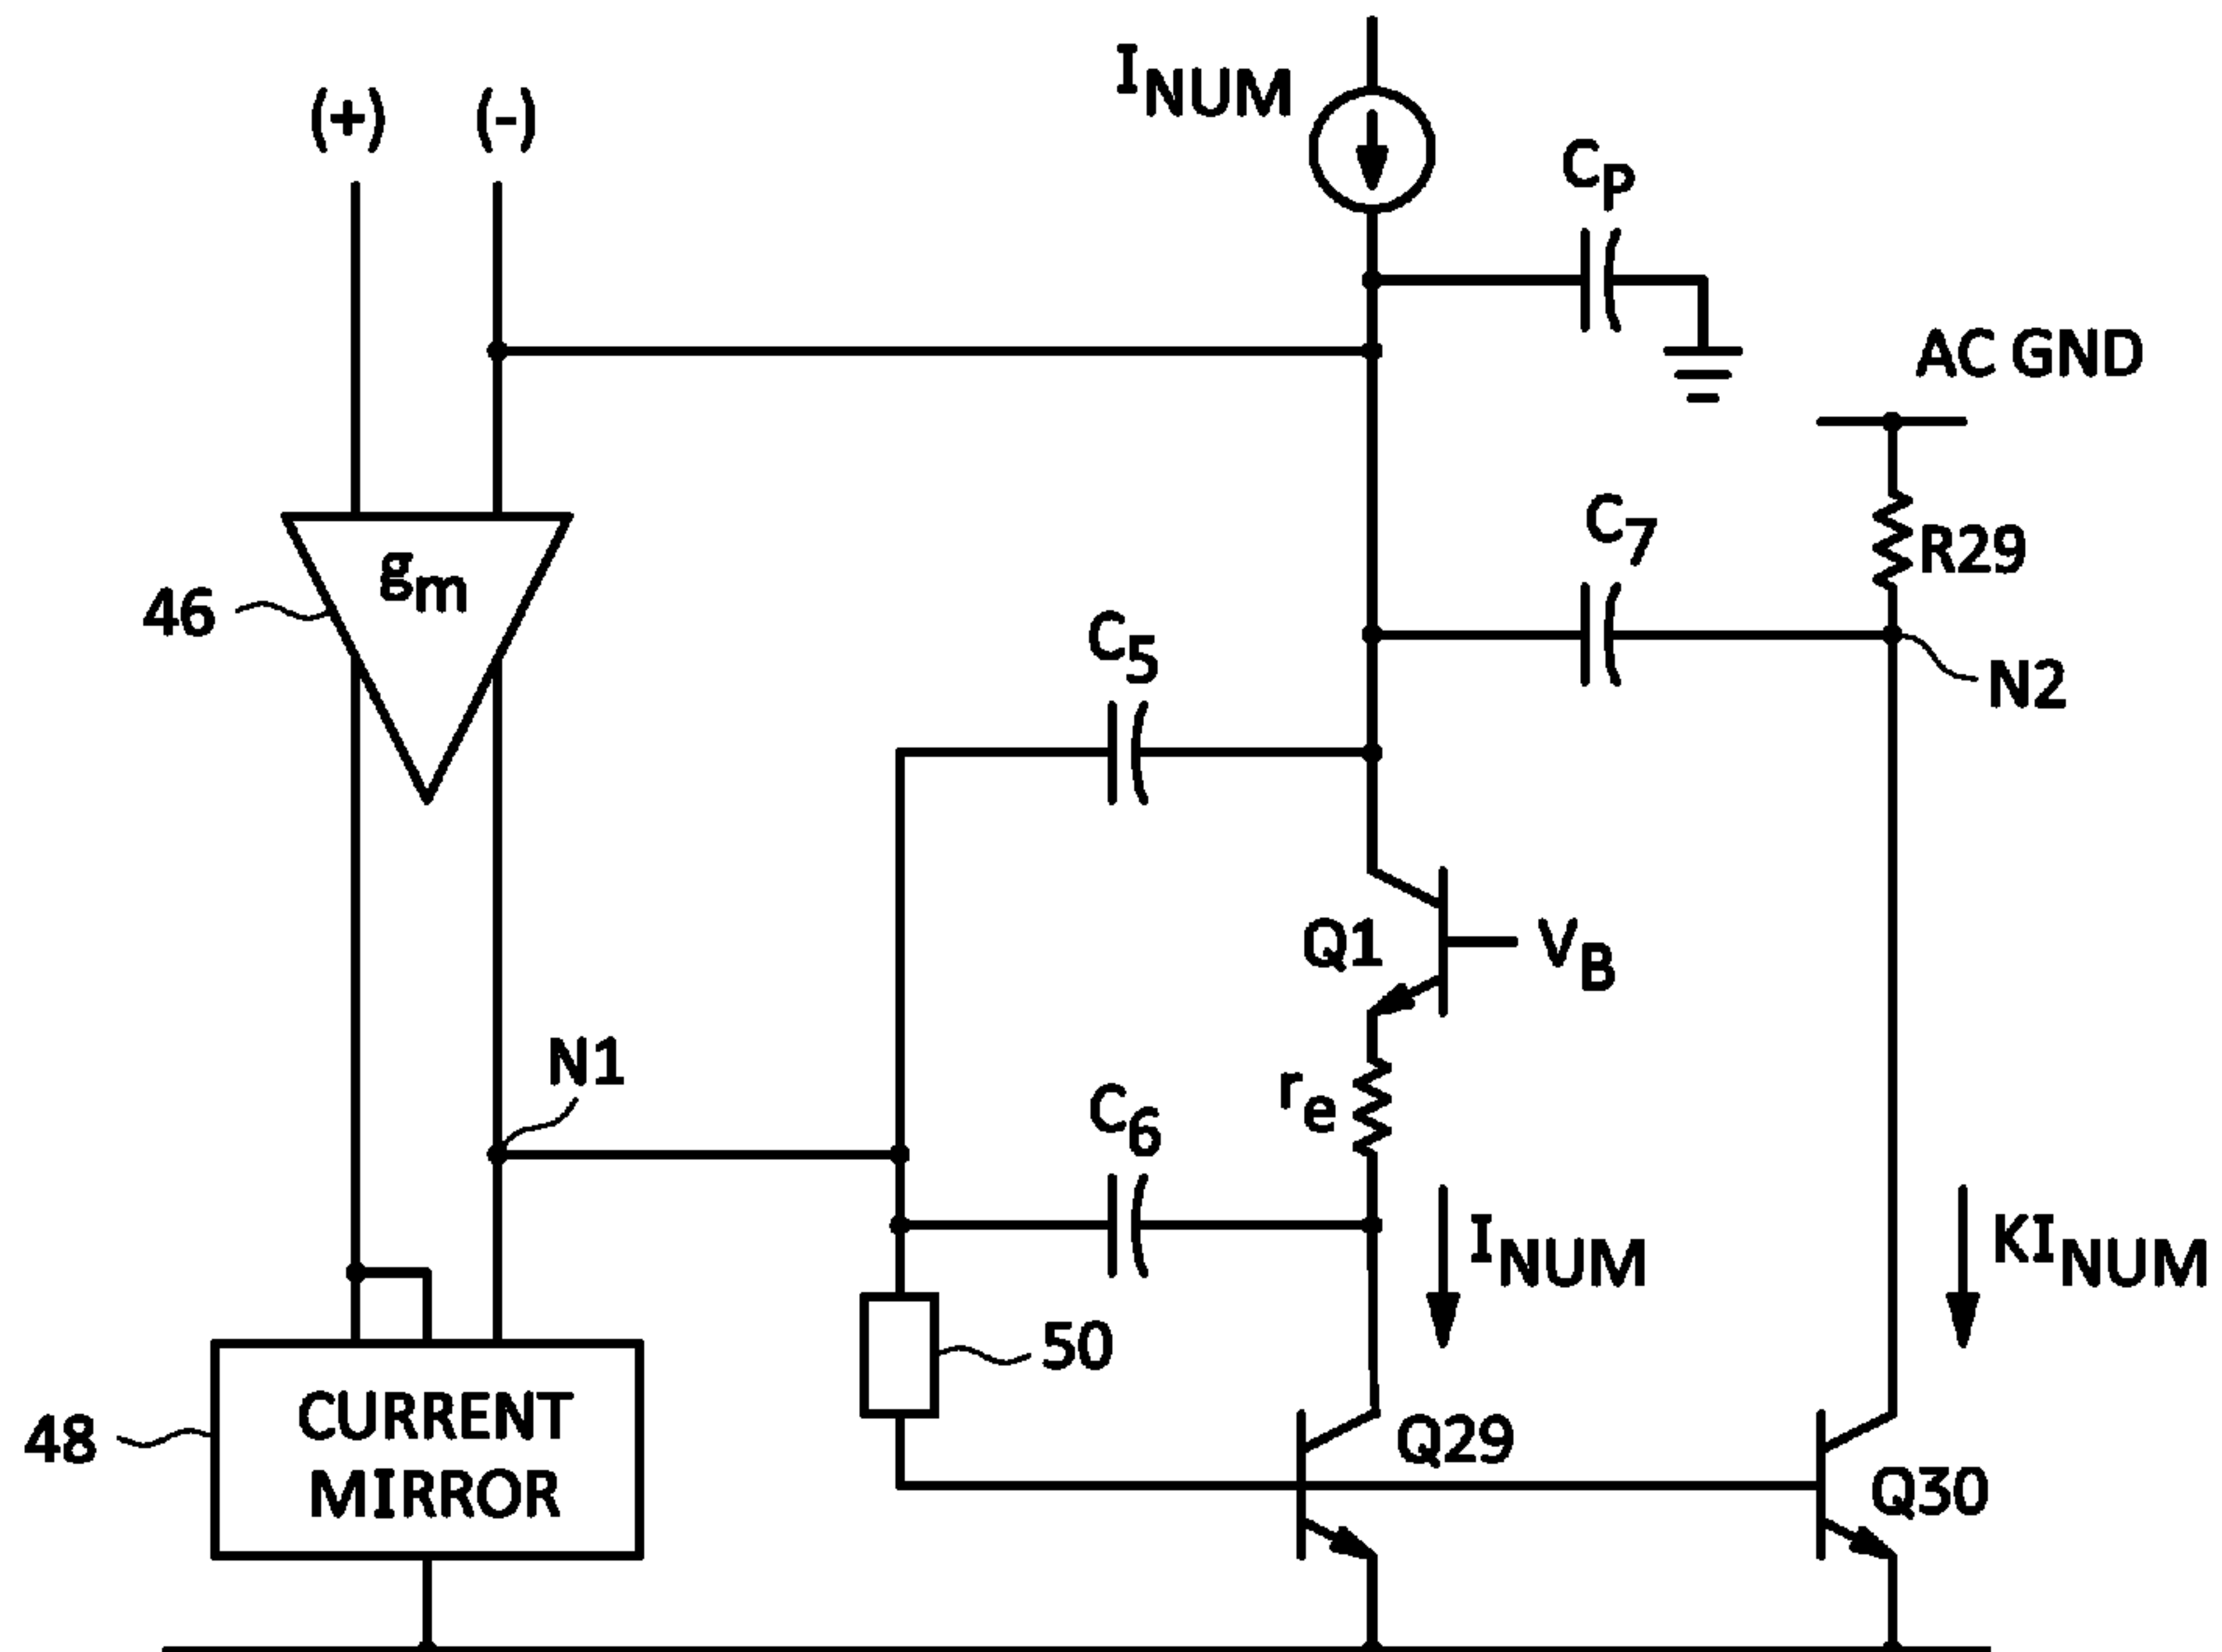 I_NUM
(+) (-)
C_P
AC GND
g_m
C_7
R29
46
C_5
N2
Q1
V_B
N1
r_e
C_6
I_NUM
KI_NUM
50
CURRENT
MIRROR
48
Q29
Q30